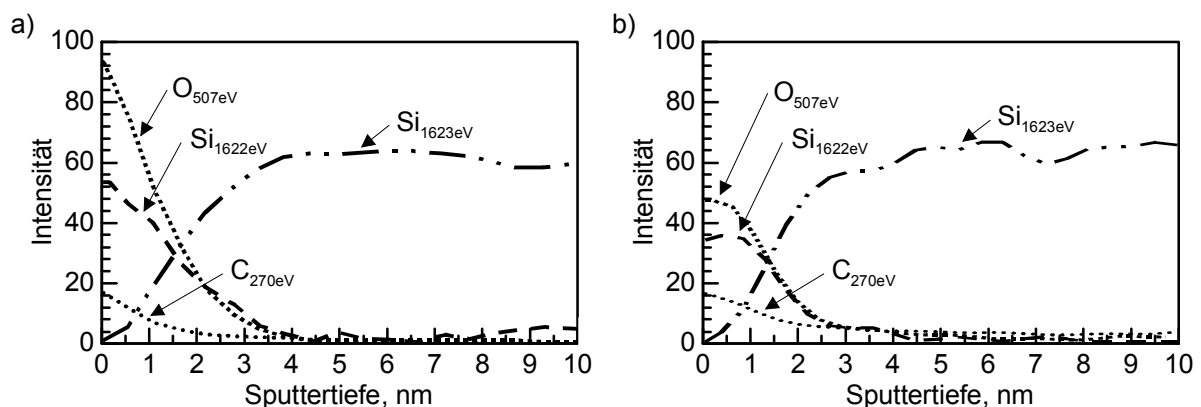 a)
Intensität
100
80
60
40
20
0
O507eV
Si1622eV
Si1623eV
C270eV
0 1 2 3 4 5 6 7 8 9 10
Sputtertiefe, nm
b)
Intensität
100
80
60
40
20
0
O507eV
Si1622eV
Si1623eV
C270eV
0 1 2 3 4 5 6 7 8 9 10
Sputtertiefe, nm